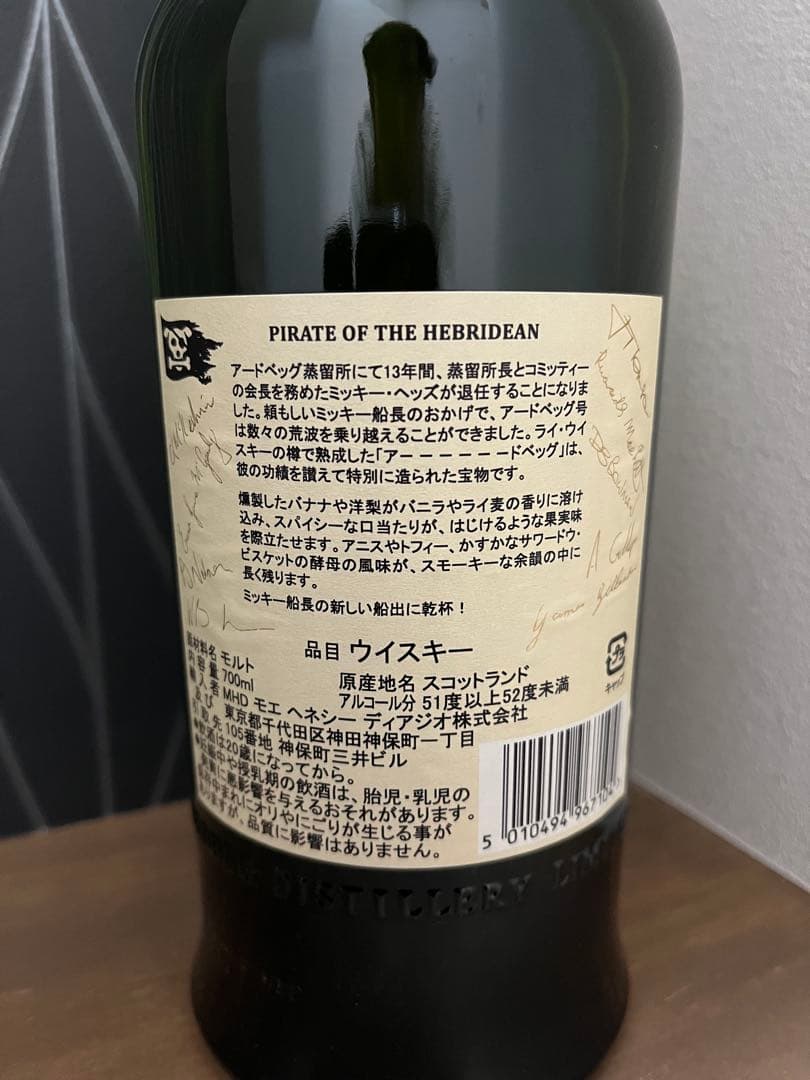 PIRATE OF THE HEBRIDEAN
アードベッグ蒸留所にて13年間、蒸留所長とコミッティー
の会長を務めたミッキー・ヘッズが退任することになりま
した。頼もしいミッキー船長のおかげで、アードベッグ号
は数々の荒波を乗り越えることができました。ライ・ウイ
スキーの樽で熟成した「アー ー ー ー ー ー ードベッグ」は、
彼の功績を讃えて特別に造られた宝物です。
燻製したバナナや洋梨がバニラやライ麦の香りに溶け
込み、スパイシーな口当たりが、はじけるような果実味
を際立たせます。アニスやトフィー、かすかなサワードウ・
ビスケットの酵母の風味が、スモーキーな余韻の中に
長く残ります。
ミッキー船長の新しい船出に乾杯！
品目 ウイスキー
原材料名 モルト
原産地名 スコットランド
内容量 700ml
アルコール分 51度以上52度未満
輸入者 MHD モエ ヘネシー ディアジオ株式会社
及び 東京都千代田区神田神保町一丁目
引取先 105番地 神保町三井ビル
飲酒は20歳になってから。
妊娠中や授乳期の飲酒は、胎児・乳児の
発育に悪影響を与えるおそれがあります。
まれにオリやにごりが生じる事が
ありますが、品質に影響はありません。
キャップ
5 010494 967104
DISTILLERY